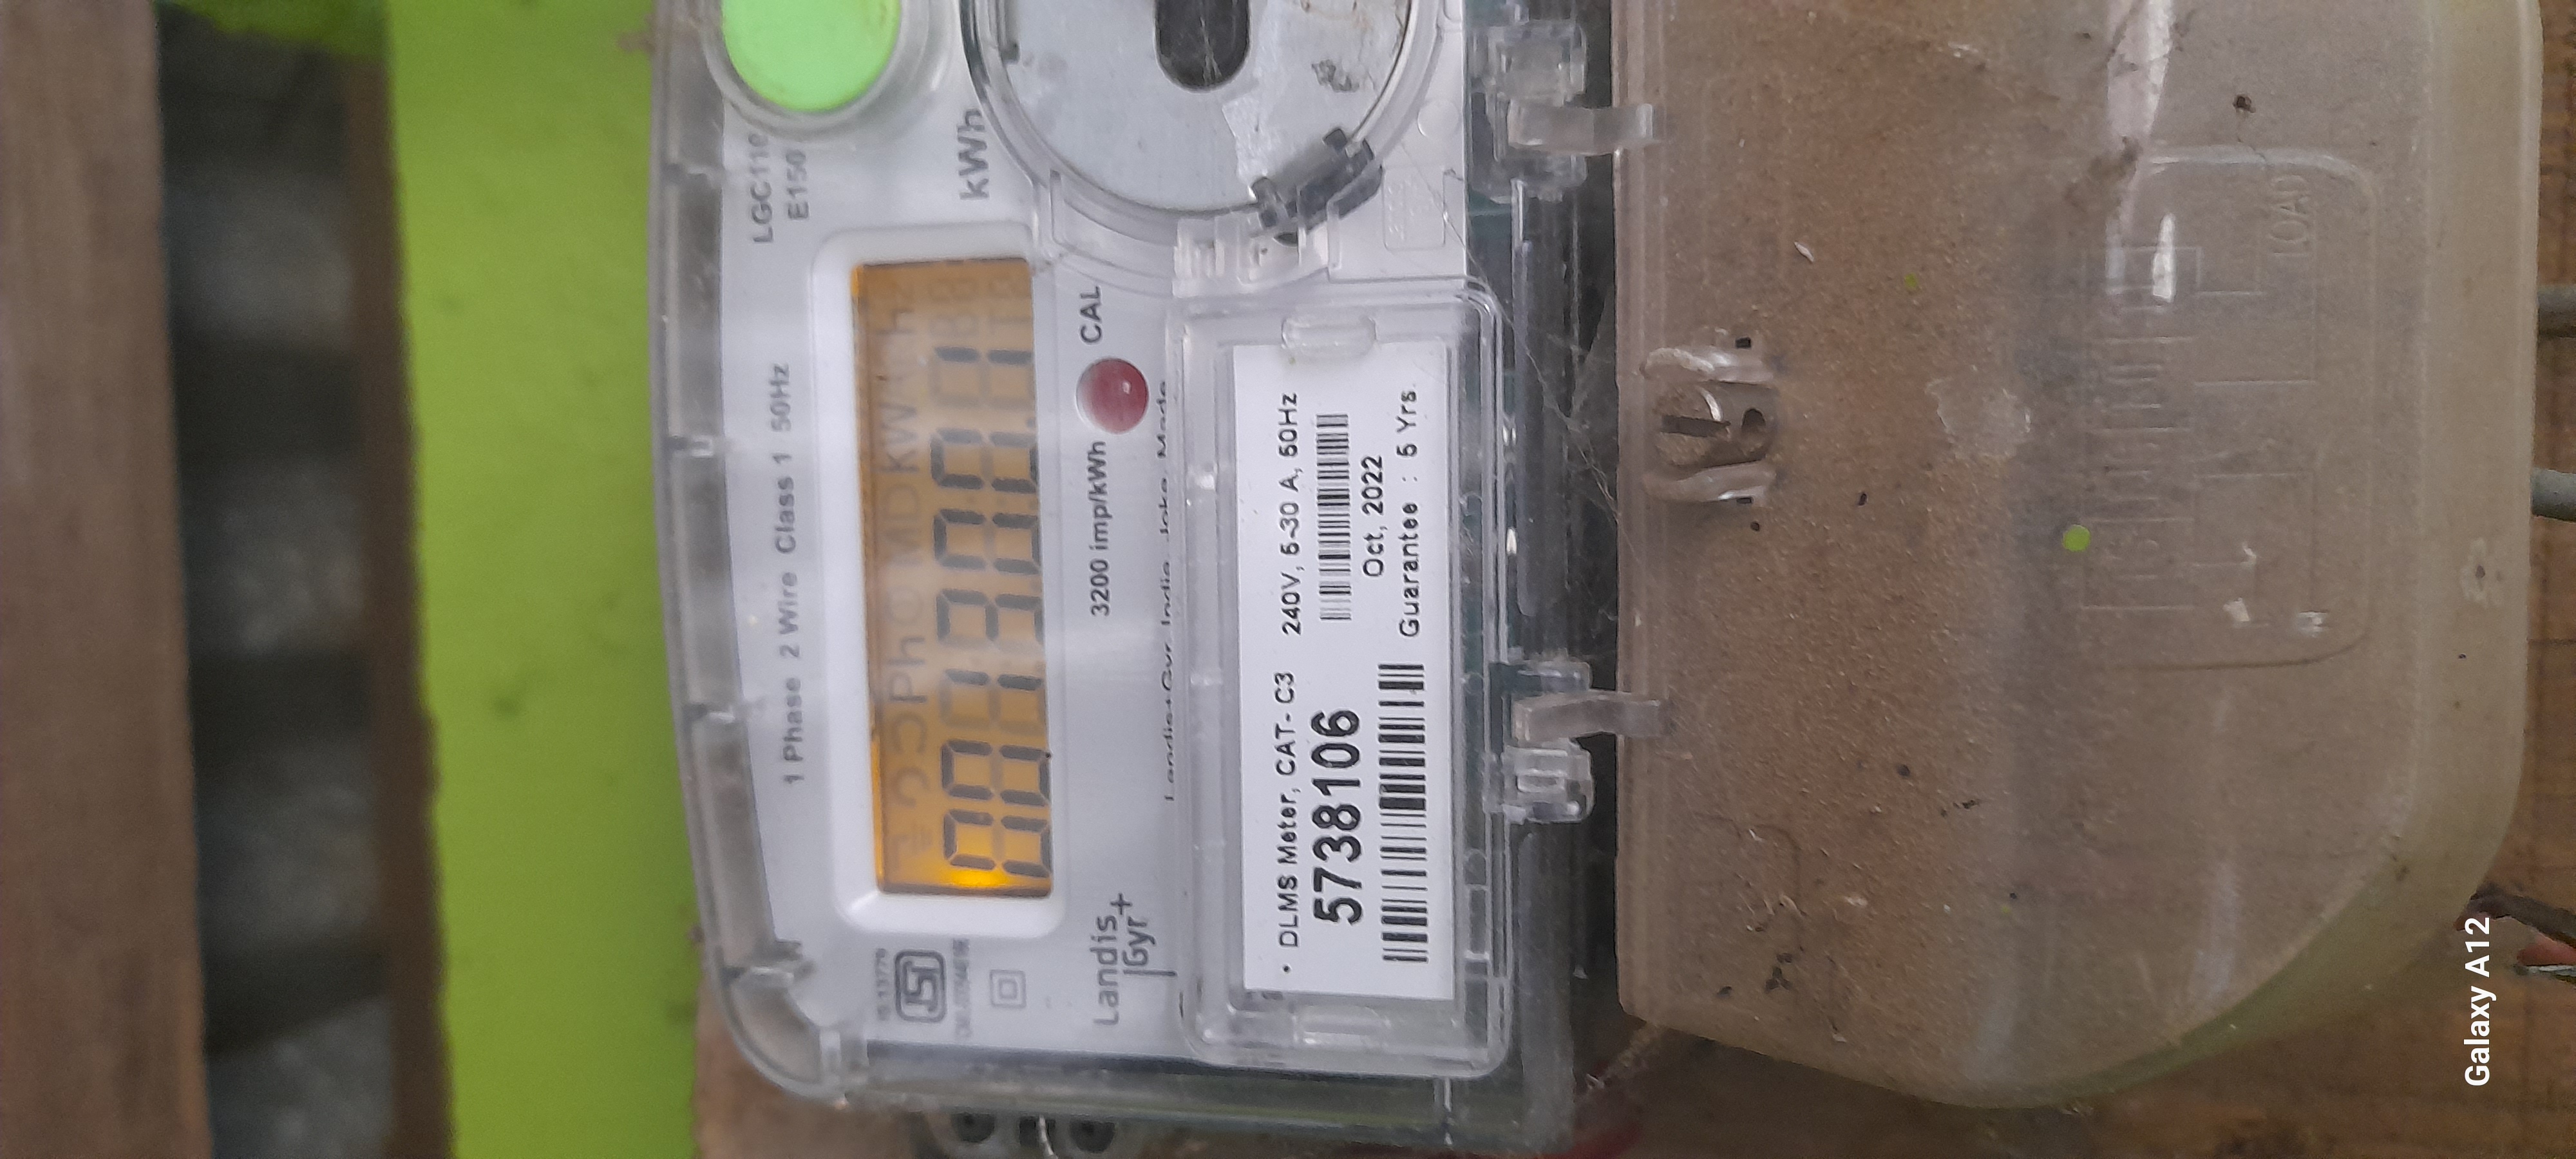 LGC110
E150
1 Phase 2 Wire Class 1 50Hz
kWh
3200 imp/kWh
CAL
Landis
Gyr+
• DLMS Meter, CAT- C3
240V, 5-30 A, 50Hz
5738106
Oct, 2022
Guarantee : 5 Yrs.
LOAD
Galaxy A12